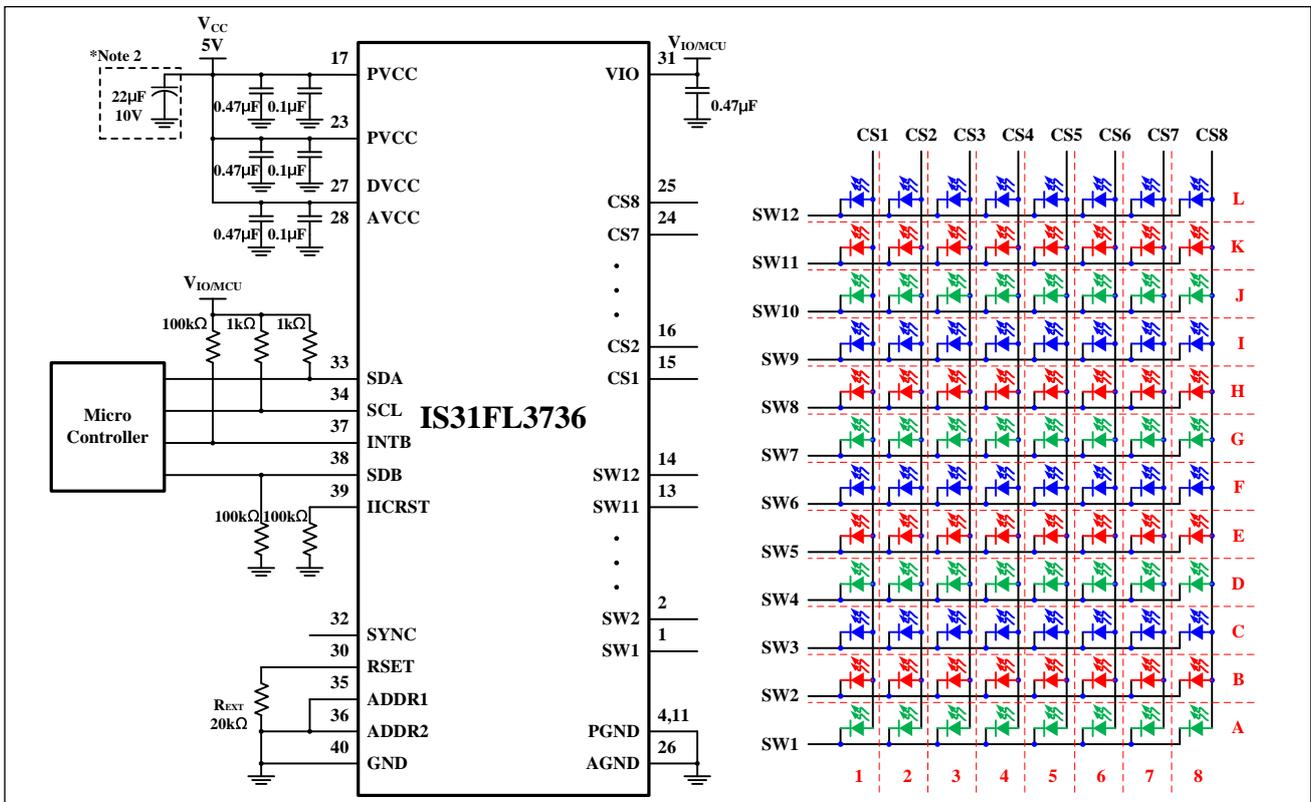 V_CC
5V
*Note 2
22μF
10V
0.47μF 0.1μF
0.47μF 0.1μF
0.47μF 0.1μF
17
PVCC
23
PVCC
27
DVCC
28
AVCC
V_IO/MCU
100kΩ 1kΩ 1kΩ
Micro
Controller
33
SDA
34
SCL
37
INTB
38
SDB
39
IICRST
100kΩ 100kΩ
32
SYNC
30
RSET
35
ADDR1
36
ADDR2
40
GND
R_EXT
20kΩ
IS31FL3736
V_IO/MCU
31
VIO
0.47μF
25
CS8
24
CS7
16
CS2
15
CS1
14
SW12
13
SW11
2
SW2
1
SW1
4,11
PGND
26
AGND
CS1 CS2 CS3 CS4 CS5 CS6 CS7 CS8
SW12 L
SW11 K
SW10 J
SW9 I
SW8 H
SW7 G
SW6 F
SW5 E
SW4 D
SW3 C
SW2 B
SW1 A
1 2 3 4 5 6 7 8